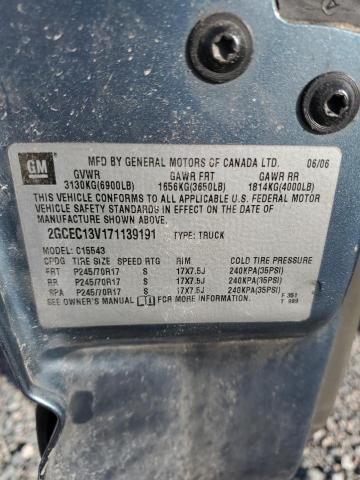 GM
MFD BY GENERAL MOTORS OF CANADA LTD. 06/06
GVWR GAWR FRT GAWR RR
3130KG(6900LB) 1656KG(3650LB) 1814KG(4000LB)
THIS VEHICLE CONFORMS TO ALL APPLICABLE U.S. FEDERAL MOTOR
VEHICLE SAFETY STANDARDS IN EFFECT ON THE DATE OF
MANUFACTURE SHOWN ABOVE.
2GCEC13V171139191 TYPE: TRUCK
MODEL: C15543
CPDG TIRE SIZE SPEED RTG RIM COLD TIRE PRESSURE
FRT P245/70R17 S 17X7.5J 240KPA(35PSI)
RR P245/70R17 S 17X7.5J 240KPA(35PSI)
SPA P245/70R17 S 17X7.5J 240KPA(35PSI)
SEE OWNER'S MANUAL FOR MORE INFORMATION.